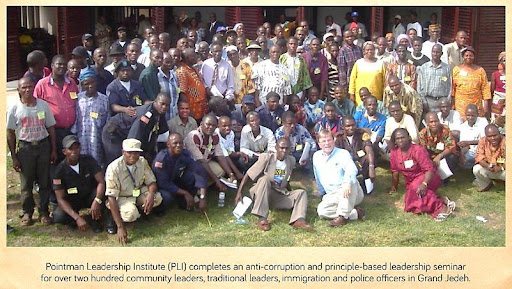 Pointman Leadership Institute (PLI) completes an anti-corruption and principle-based leadership seminar
for over two hundred community leaders, traditional leaders, immigration and police officers in Grand Jedeh.